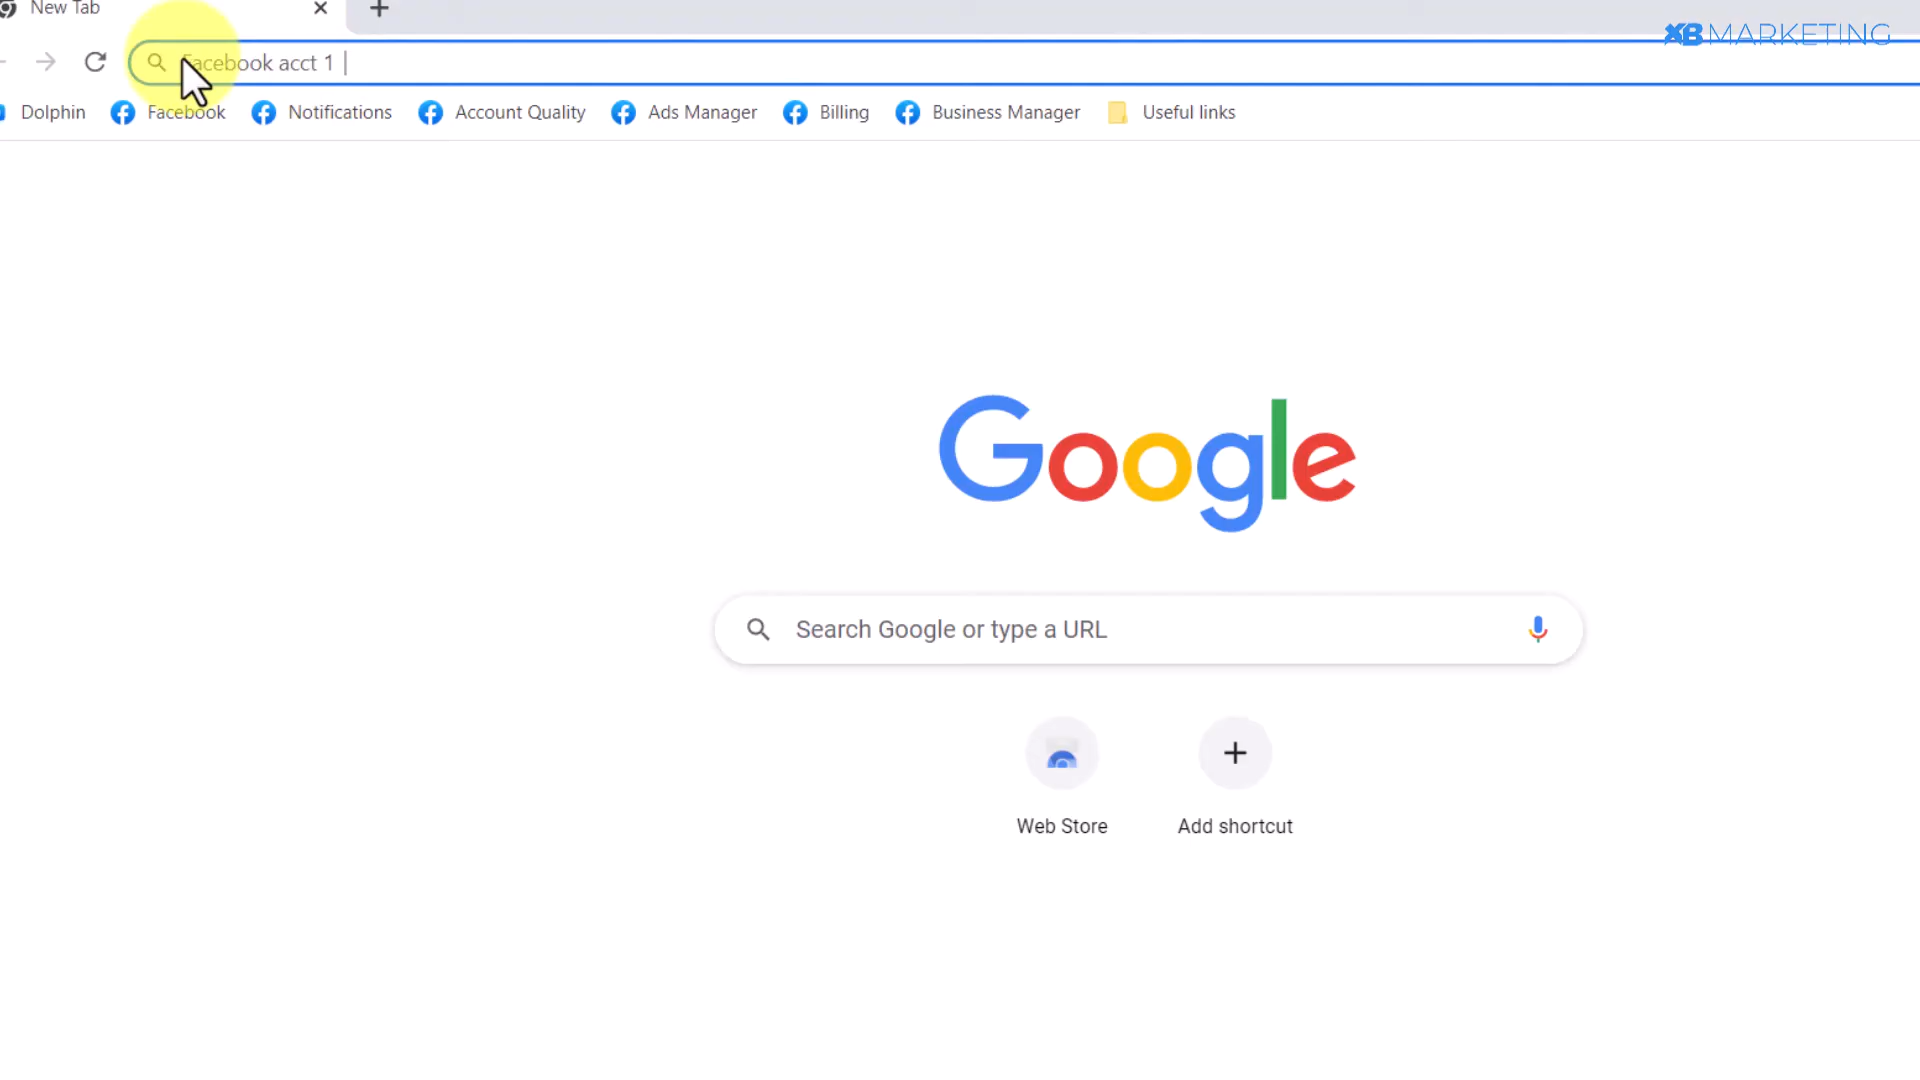 New Tab
XB MARKETING
Facebook acct 1
Dolphin Facebook Notifications Account Quality Ads Manager Billing Business Manager Useful links
Google
Search Google or type a URL
Web Store Add shortcut